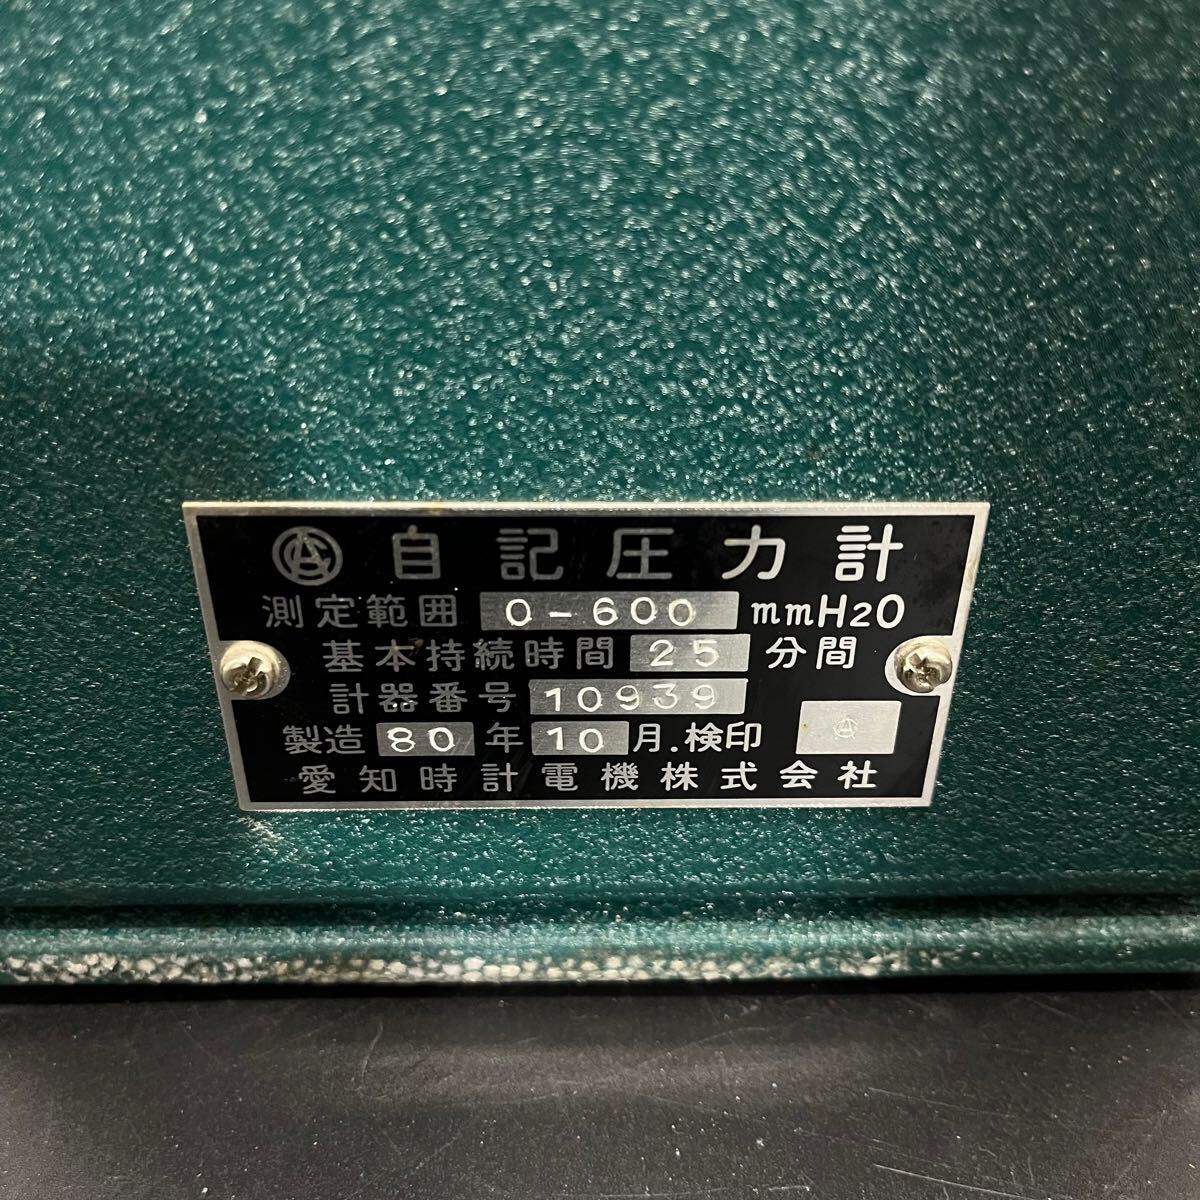 自記圧力計
測定範囲 0-600 mmH2O
基本持続時間 25 分間
計器番号 10939
製造 80 年 10 月.検印
愛知時計電機株式会社